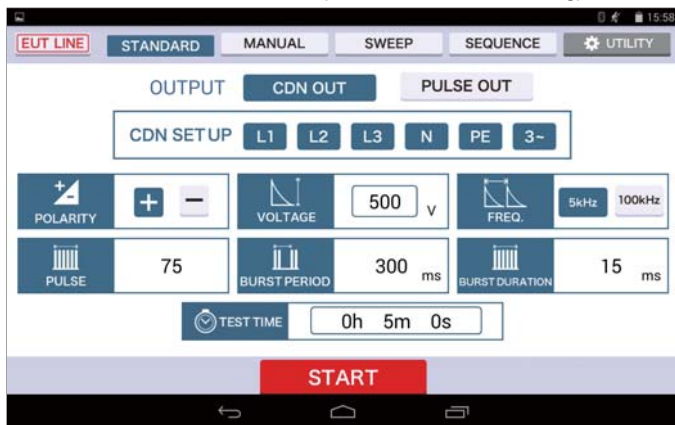 15:58
EUT LINE STANDARD MANUAL SWEEP SEQUENCE UTILITY
OUTPUT CDN OUT PULSE OUT
CDN SET UP L1 L2 L3 N PE 3~
POLARITY + − VOLTAGE 500 V FREQ. 5kHz 100kHz
PULSE 75 BURST PERIOD 300 ms BURST DURATION 15 ms
TEST TIME 0h 5m 0s
START